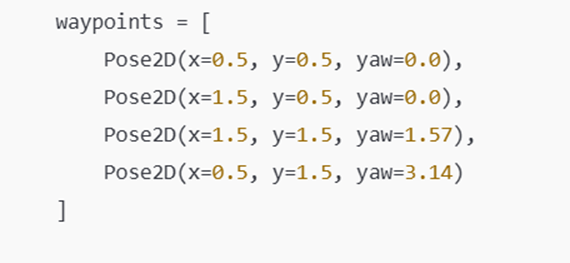 waypoints = [
    Pose2D(x=0.5, y=0.5, yaw=0.0),
    Pose2D(x=1.5, y=0.5, yaw=0.0),
    Pose2D(x=1.5, y=1.5, yaw=1.57),
    Pose2D(x=0.5, y=1.5, yaw=3.14)
]